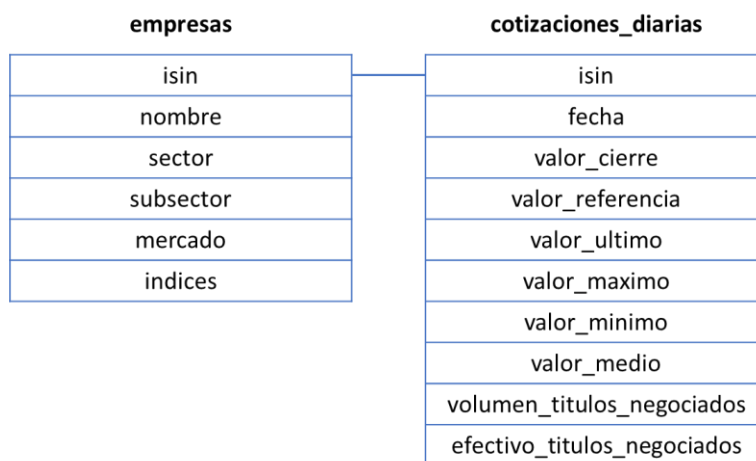 empresas
isin
nombre
sector
subsector
mercado
indices
cotizaciones_diarias
isin
fecha
valor_cierre
valor_referencia
valor_ultimo
valor_maximo
valor_minimo
valor_medio
volumen_titulos_negociados
efectivo_titulos_negociados